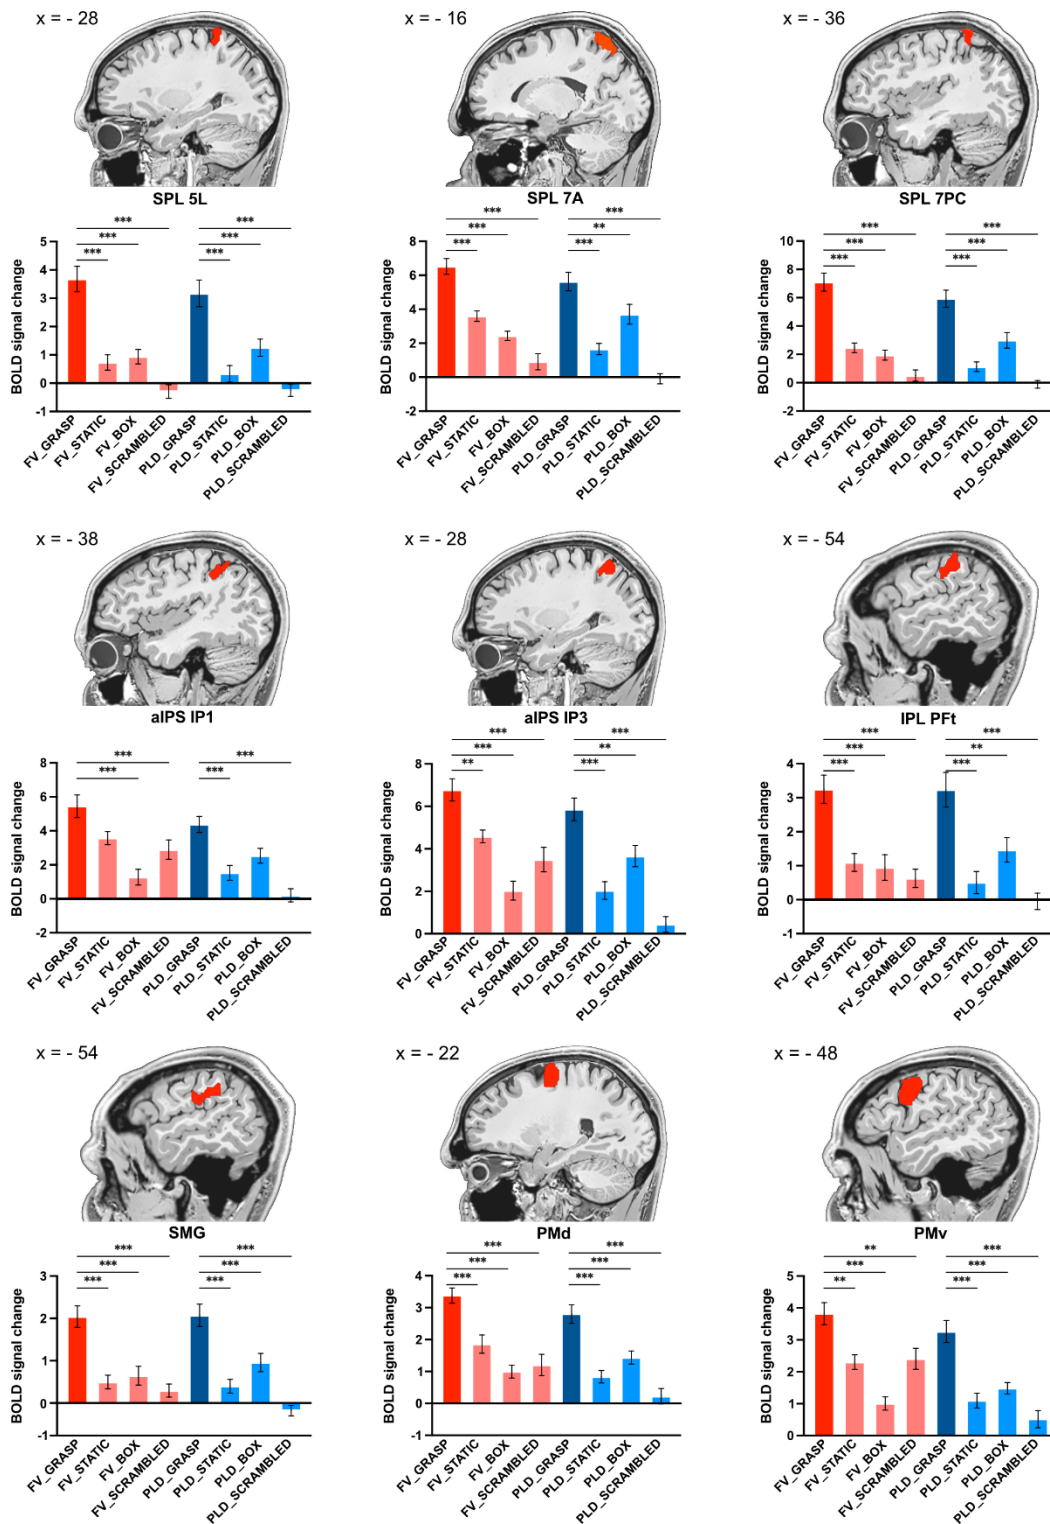 x = - 28
x = - 16
x = - 36
SPL 5L
SPL 7A
SPL 7PC
BOLD signal change
5
4
3
2
1
0
-1
***
***
***
***
***
***
FV_GRASP
FV_STATIC
FV_BOX
FV_SCRAMBLED
PLD_GRASP
PLD_STATIC
PLD_BOX
PLD_SCRAMBLED
BOLD signal change
8
6
4
2
0
-2
***
***
***
***
**
***
FV_GRASP
FV_STATIC
FV_BOX
FV_SCRAMBLED
PLD_GRASP
PLD_STATIC
PLD_BOX
PLD_SCRAMBLED
BOLD signal change
10
8
6
4
2
0
-2
***
***
***
***
***
***
FV_GRASP
FV_STATIC
FV_BOX
FV_SCRAMBLED
PLD_GRASP
PLD_STATIC
PLD_BOX
PLD_SCRAMBLED
x = - 38
x = - 28
x = - 54
aIPS IP1
aIPS IP3
IPL PFt
BOLD signal change
8
6
4
2
0
-2
***
***
***
***
FV_GRASP
FV_STATIC
FV_BOX
FV_SCRAMBLED
PLD_GRASP
PLD_STATIC
PLD_BOX
PLD_SCRAMBLED
BOLD signal change
8
6
4
2
0
***
***
***
**
**
***
FV_GRASP
FV_STATIC
FV_BOX
FV_SCRAMBLED
PLD_GRASP
PLD_STATIC
PLD_BOX
PLD_SCRAMBLED
BOLD signal change
4
3
2
1
0
-1
***
***
***
**
***
***
FV_GRASP
FV_STATIC
FV_BOX
FV_SCRAMBLED
PLD_GRASP
PLD_STATIC
PLD_BOX
PLD_SCRAMBLED
x = - 54
x = - 22
x = - 48
SMG
PMd
PMv
BOLD signal change
3
2
1
0
-1
***
***
***
***
***
***
FV_GRASP
FV_STATIC
FV_BOX
FV_SCRAMBLED
PLD_GRASP
PLD_STATIC
PLD_BOX
PLD_SCRAMBLED
BOLD signal change
4
3
2
1
0
-1
***
***
***
***
***
***
FV_GRASP
FV_STATIC
FV_BOX
FV_SCRAMBLED
PLD_GRASP
PLD_STATIC
PLD_BOX
PLD_SCRAMBLED
BOLD signal change
5
4
3
2
1
0
**
***
***
***
**
***
FV_GRASP
FV_STATIC
FV_BOX
FV_SCRAMBLED
PLD_GRASP
PLD_STATIC
PLD_BOX
PLD_SCRAMBLED